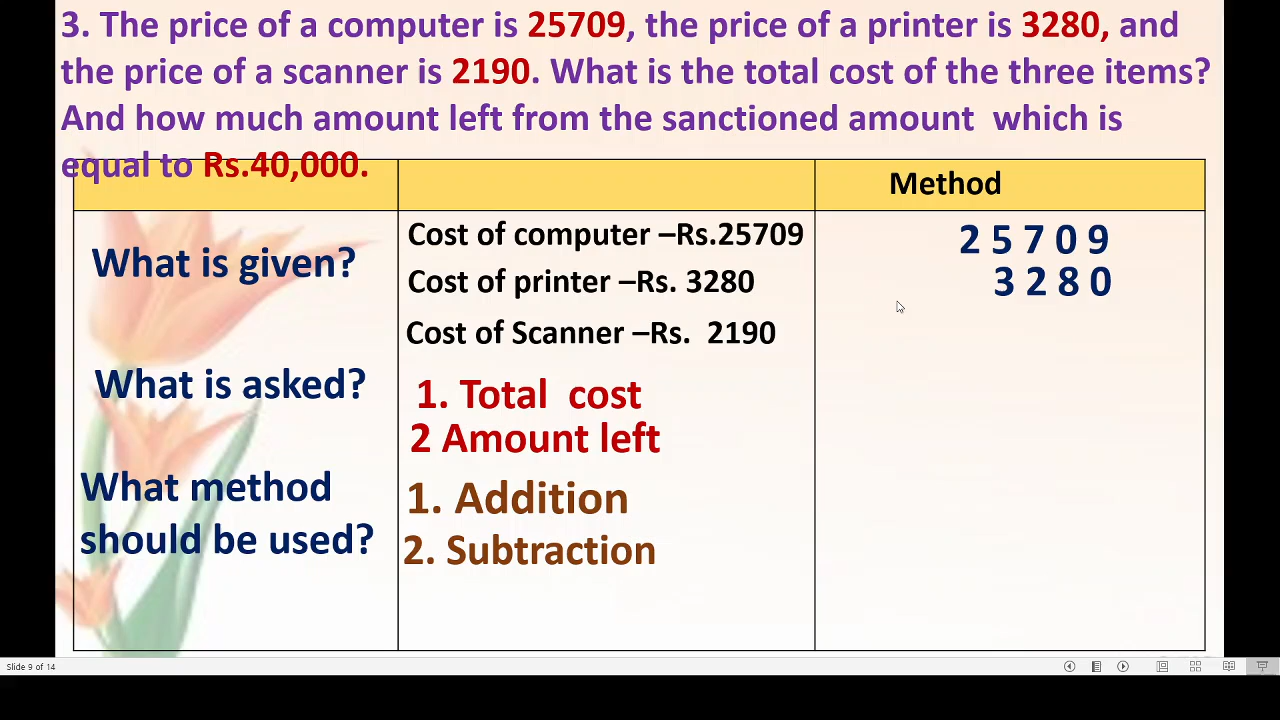 3. The price of a computer is 25709, the price of a printer is 3280, and
the price of a scanner is 2190. What is the total cost of the three items?
And how much amount left from the sanctioned amount which is
equal to Rs.40,000.
Method
What is given?
Cost of computer –Rs.25709
Cost of printer –Rs. 3280
Cost of Scanner –Rs. 2190
2 5 7 0 9
3 2 8 0
What is asked?
1. Total cost
2 Amount left
What method
should be used?
1. Addition
2. Subtraction
Slide 9 of 14